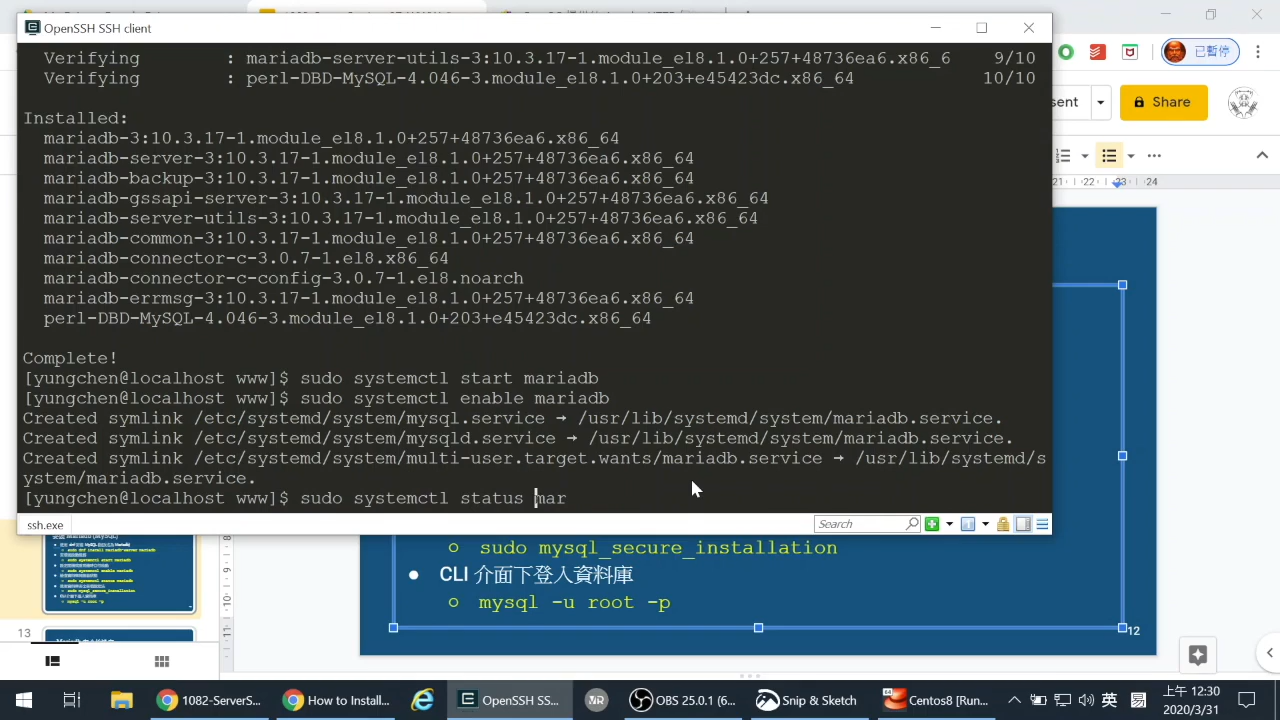 OpenSSH SSH client
Verifying : mariadb-server-utils-3:10.3.17-1.module_el8.1.0+257+48736ea6.x86_6 9/10
Verifying : perl-DBD-MySQL-4.046-3.module_el8.1.0+203+e45423dc.x86_64 10/10
Installed:
mariadb-3:10.3.17-1.module_el8.1.0+257+48736ea6.x86_64
mariadb-server-3:10.3.17-1.module_el8.1.0+257+48736ea6.x86_64
mariadb-backup-3:10.3.17-1.module_el8.1.0+257+48736ea6.x86_64
mariadb-gssapi-server-3:10.3.17-1.module_el8.1.0+257+48736ea6.x86_64
mariadb-server-utils-3:10.3.17-1.module_el8.1.0+257+48736ea6.x86_64
mariadb-common-3:10.3.17-1.module_el8.1.0+257+48736ea6.x86_64
mariadb-connector-c-3.0.7-1.el8.x86_64
mariadb-connector-c-config-3.0.7-1.el8.noarch
mariadb-errmsg-3:10.3.17-1.module_el8.1.0+257+48736ea6.x86_64
perl-DBD-MySQL-4.046-3.module_el8.1.0+203+e45423dc.x86_64
Complete!
[yungchen@localhost www]$ sudo systemctl start mariadb
[yungchen@localhost www]$ sudo systemctl enable mariadb
Created symlink /etc/systemd/system/mysql.service → /usr/lib/systemd/system/mariadb.service.
Created symlink /etc/systemd/system/mysqld.service → /usr/lib/systemd/system/mariadb.service.
Created symlink /etc/systemd/system/multi-user.target.wants/mariadb.service → /usr/lib/systemd/s
ystem/mariadb.service.
[yungchen@localhost www]$ sudo systemctl status mar
ssh.exe
Search
已暫停
Share
21 22 23 24
sudo mysql_secure_installation
● CLI 介面下登入資料庫
mysql -u root -p
12
13
1082-ServerS...
How to Install...
OpenSSH SS...
OBS 25.0.1 (6...
Snip & Sketch
Centos8 [Run...
英
上午 12:30
2020/3/31